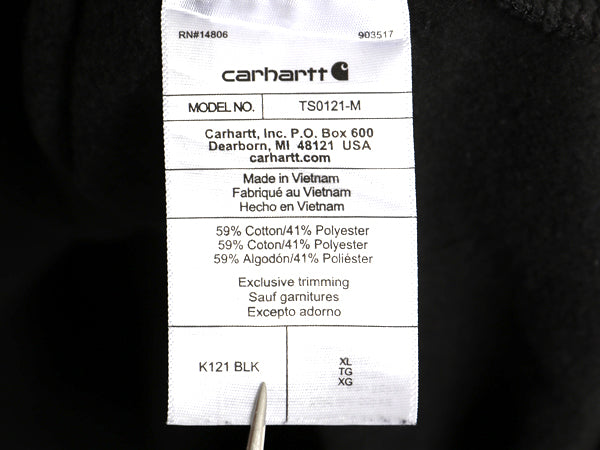 RN#14806 903517
carhartt
MODEL NO. TS0121-M
Carhartt, Inc. P.O. Box 600
Dearborn, MI 48121 USA
carhartt.com
Made in Vietnam
Fabriqué au Vietnam
Hecho en Vietnam
59% Cotton/41% Polyester
59% Coton/41% Polyester
59% Algodón/41% Poliéster
Exclusive trimming
Sauf garnitures
Excepto adorno
K121 BLK
XL
TG
XG